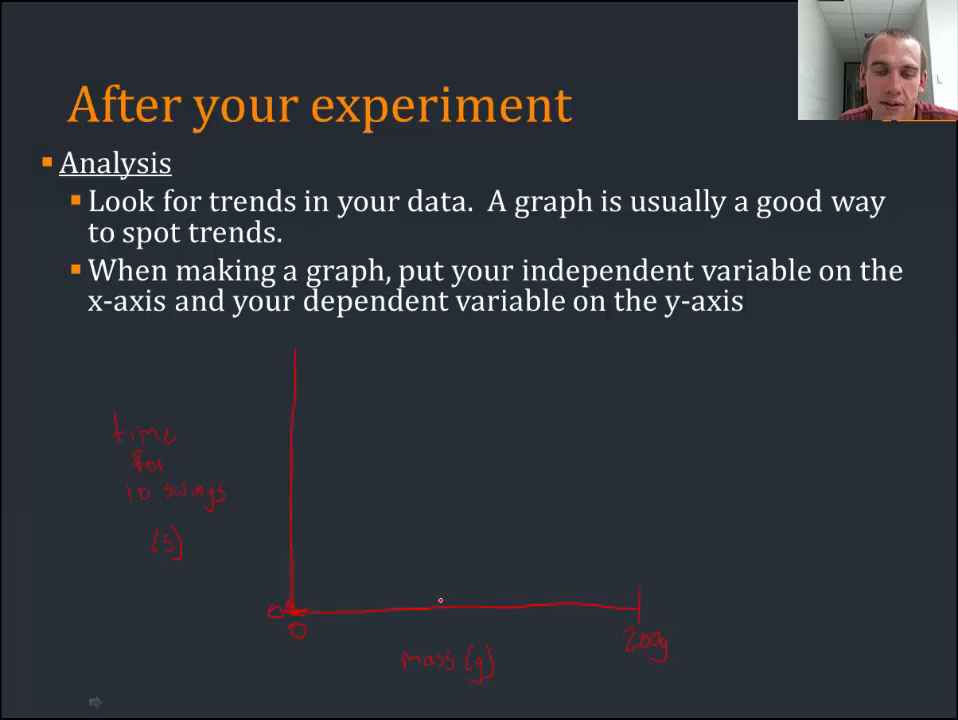 After your experiment
Analysis
Look for trends in your data. A graph is usually a good way
to spot trends.
When making a graph, put your independent variable on the
x-axis and your dependent variable on the y-axis
time
for
10 swings
(s)
0
0
200g
mass (g)